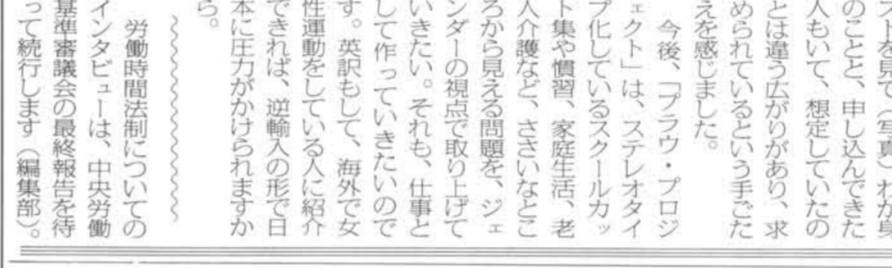 ストを見て（写真）わが身
のことと、申し込んできた
人もいて、想定していたの
とは違う広がりがあり、求
められているという手ごた
えを感じました。
今後、「プラウ・プロジ
ェクト」は、ステレオタイ
プ化しているスクールカッ
ト集や慣習、家庭生活、老
人介護など、ささいなとこ
ろから見える問題を、ジェ
ンダーの視点で取り上げて
いきたい。それも、仕事と
して作っていきたいので
す。英訳もして、海外で女
性運動をしている人に紹介
できれば、逆輸入の形で日
本に圧力がかけられますか
ら。
労働時間法制についての
インタビューは、中央労働
基準審議会の最終報告を待
って続行します（編集部）。